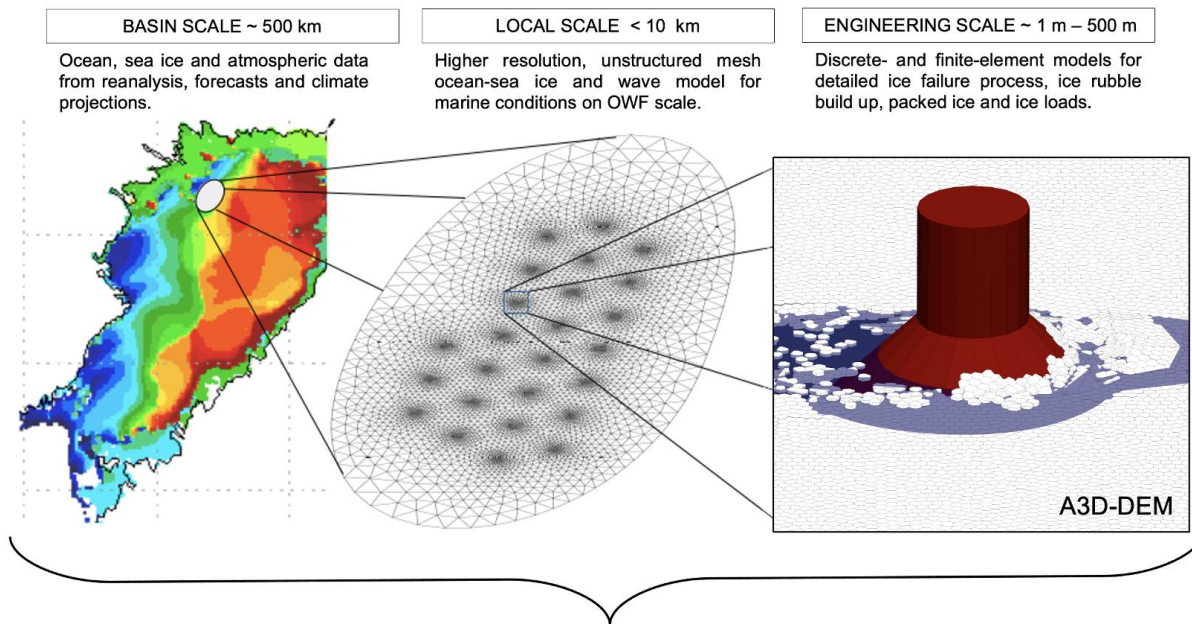 BASIN SCALE ~ 500 km
Ocean, sea ice and atmospheric data
from reanalysis, forecasts and climate
projections.
LOCAL SCALE < 10 km
Higher resolution, unstructured mesh
ocean-sea ice and wave model for
marine conditions on OWF scale.
ENGINEERING SCALE ~ 1 m – 500 m
Discrete- and finite-element models for
detailed ice failure process, ice rubble
build up, packed ice and ice loads.
A3D-DEM